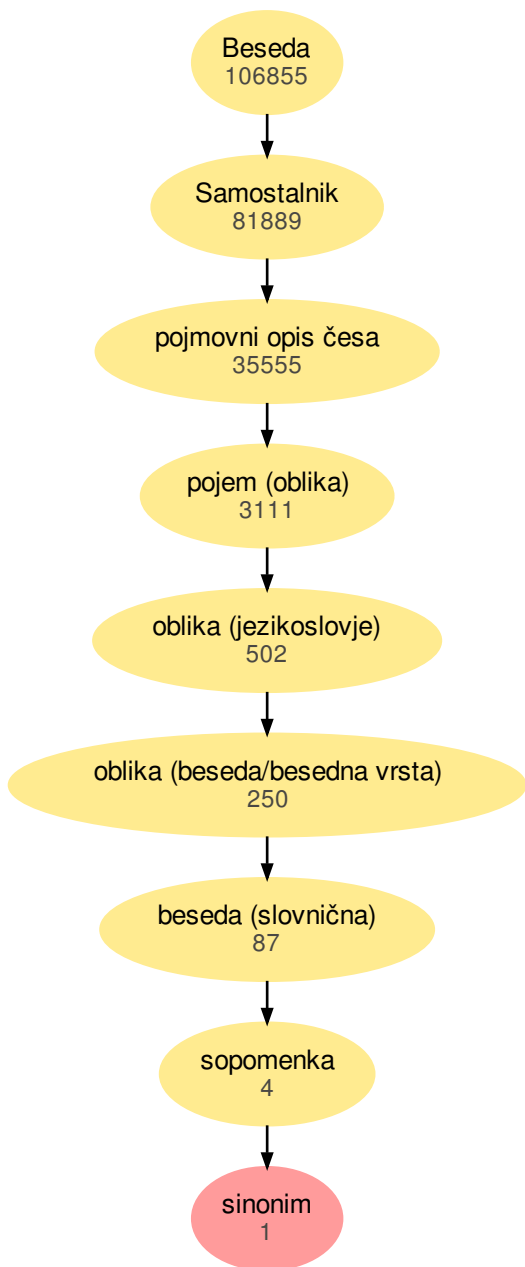 Beseda
106855
Samostalnik
81889
pojmovni opis česa
35555
pojem (oblika)
3111
oblika (jezikoslovje)
502
oblika (beseda/besedna vrsta)
250
beseda (slovnična)
87
sopomenka
4
sinonim
1